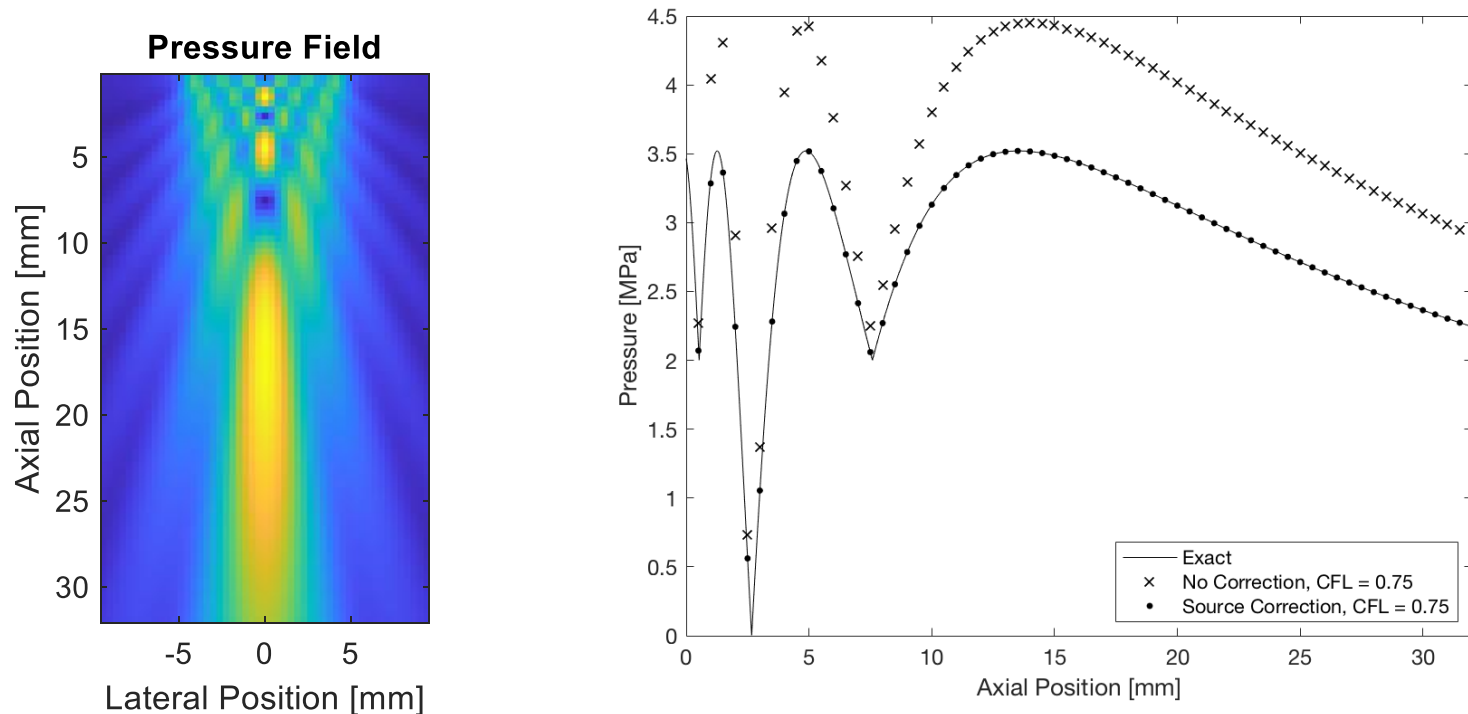 Pressure Field
Axial Position [mm]
5
10
15
20
25
30
-5 0 5
Lateral Position [mm]
Pressure [MPa]
4.5
4
3.5
3
2.5
2
1.5
1
0.5
0
0 5 10 15 20 25 30
Axial Position [mm]
Exact
No Correction, CFL = 0.75
Source Correction, CFL = 0.75